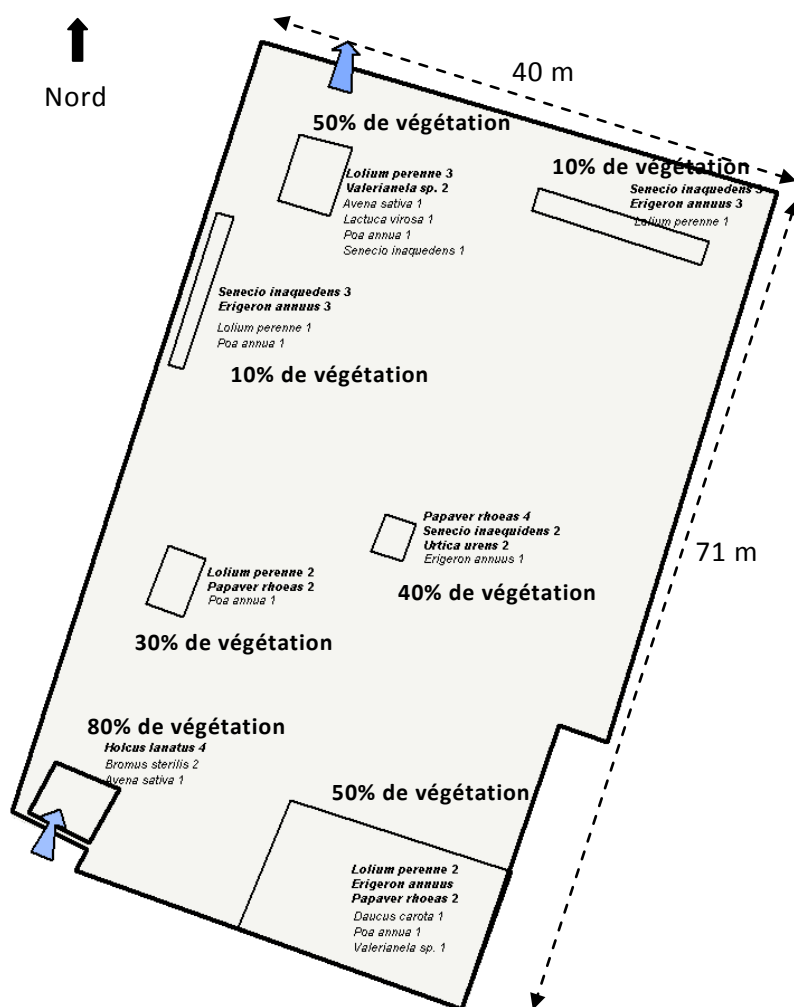 Nord
40 m
50% de végétation
Lolium perenne 3
Valerianela sp. 2
Avena sativa 1
Lactuca virosa 1
Poa annua 1
Senecio inaquedens 1
10% de végétation
Senecio inaquedens 3
Erigeron annuus 3
Lolium perenne 1
Senecio inaquedens 3
Erigeron annuus 3
Lolium perenne 1
Poa annua 1
10% de végétation
Papaver rhoeas 4
Senecio inaequidens 2
Urtica urens 2
Erigeron annuus 1
40% de végétation
71 m
Lolium perenne 2
Papaver rhoeas 2
Poa annua 1
30% de végétation
80% de végétation
Holcus lanatus 4
Bromus sterilis 2
Avena sativa 1
50% de végétation
Lolium perenne 2
Erigeron annuus
Papaver rhoeas 2
Daucus carota 1
Poa annua 1
Valerianela sp. 1